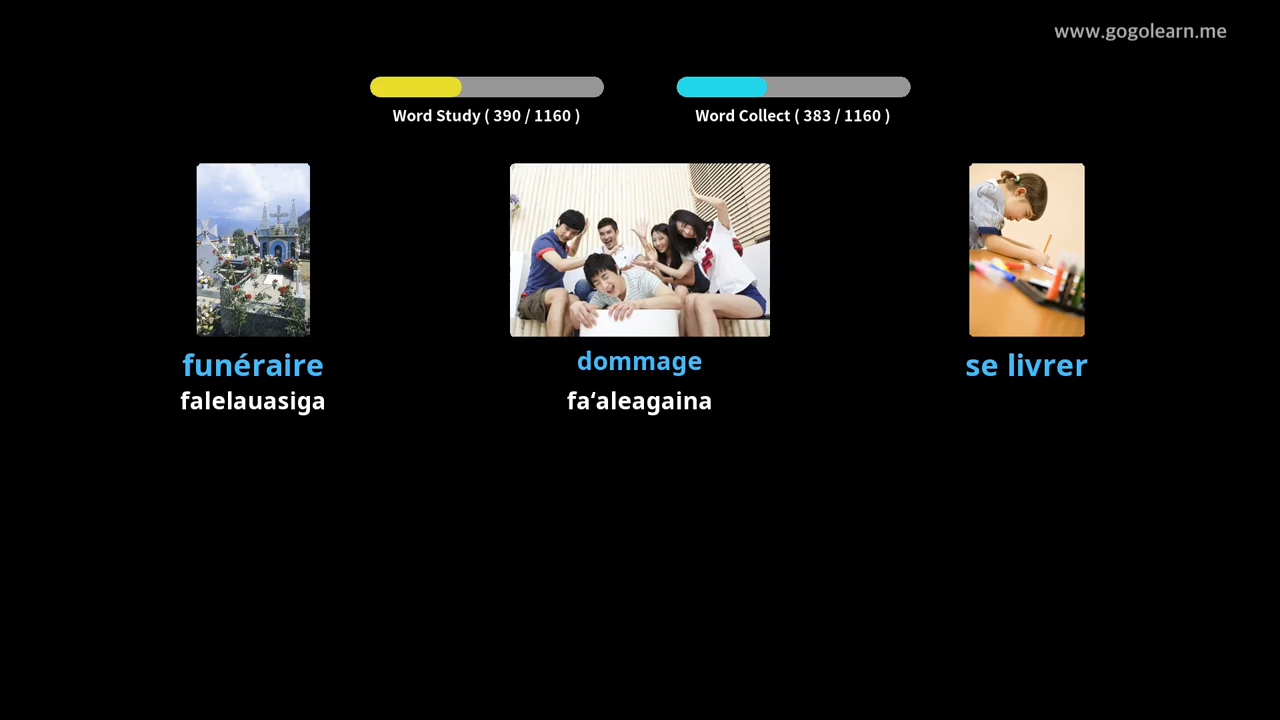 www.gogolearn.me
Word Study ( 390 / 1160 )
Word Collect ( 383 / 1160 )
funéraire
falelauasiga
dommage
fa‘aleagaina
se livrer